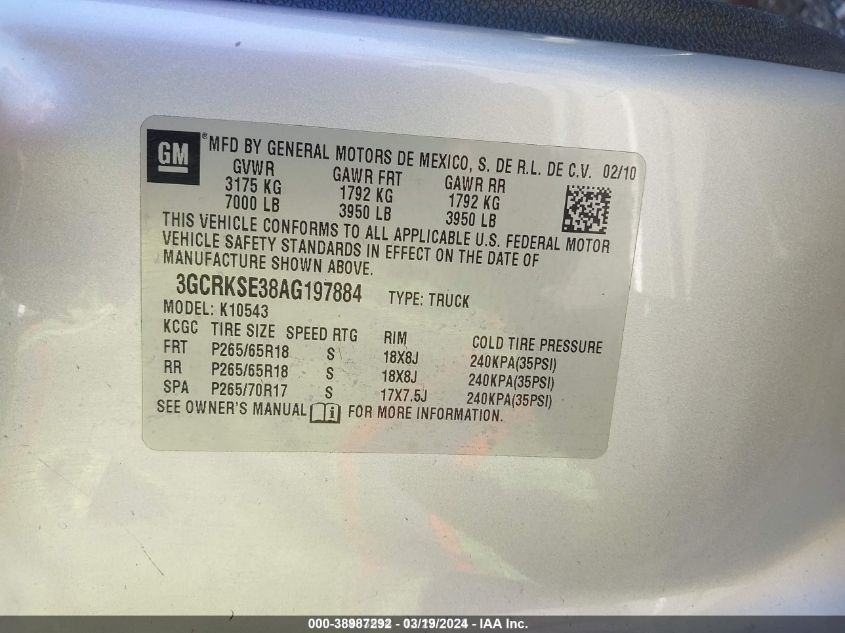 GM ® MFD BY GENERAL MOTORS DE MEXICO, S. DE R.L. DE C.V. 02/10
GVWR GAWR FRT GAWR RR
3175 KG 1792 KG 1792 KG
7000 LB 3950 LB 3950 LB
THIS VEHICLE CONFORMS TO ALL APPLICABLE U.S. FEDERAL MOTOR
VEHICLE SAFETY STANDARDS IN EFFECT ON THE DATE OF
MANUFACTURE SHOWN ABOVE.
3GCRKSE38AG197884 TYPE: TRUCK
MODEL: K10543
KCGC TIRE SIZE SPEED RTG RIM COLD TIRE PRESSURE
FRT P265/65R18 S 18X8J 240KPA(35PSI)
RR P265/65R18 S 18X8J 240KPA(35PSI)
SPA P265/70R17 S 17X7.5J 240KPA(35PSI)
SEE OWNER'S MANUAL i FOR MORE INFORMATION.
000-38987292 - 03/19/2024 - IAA Inc.